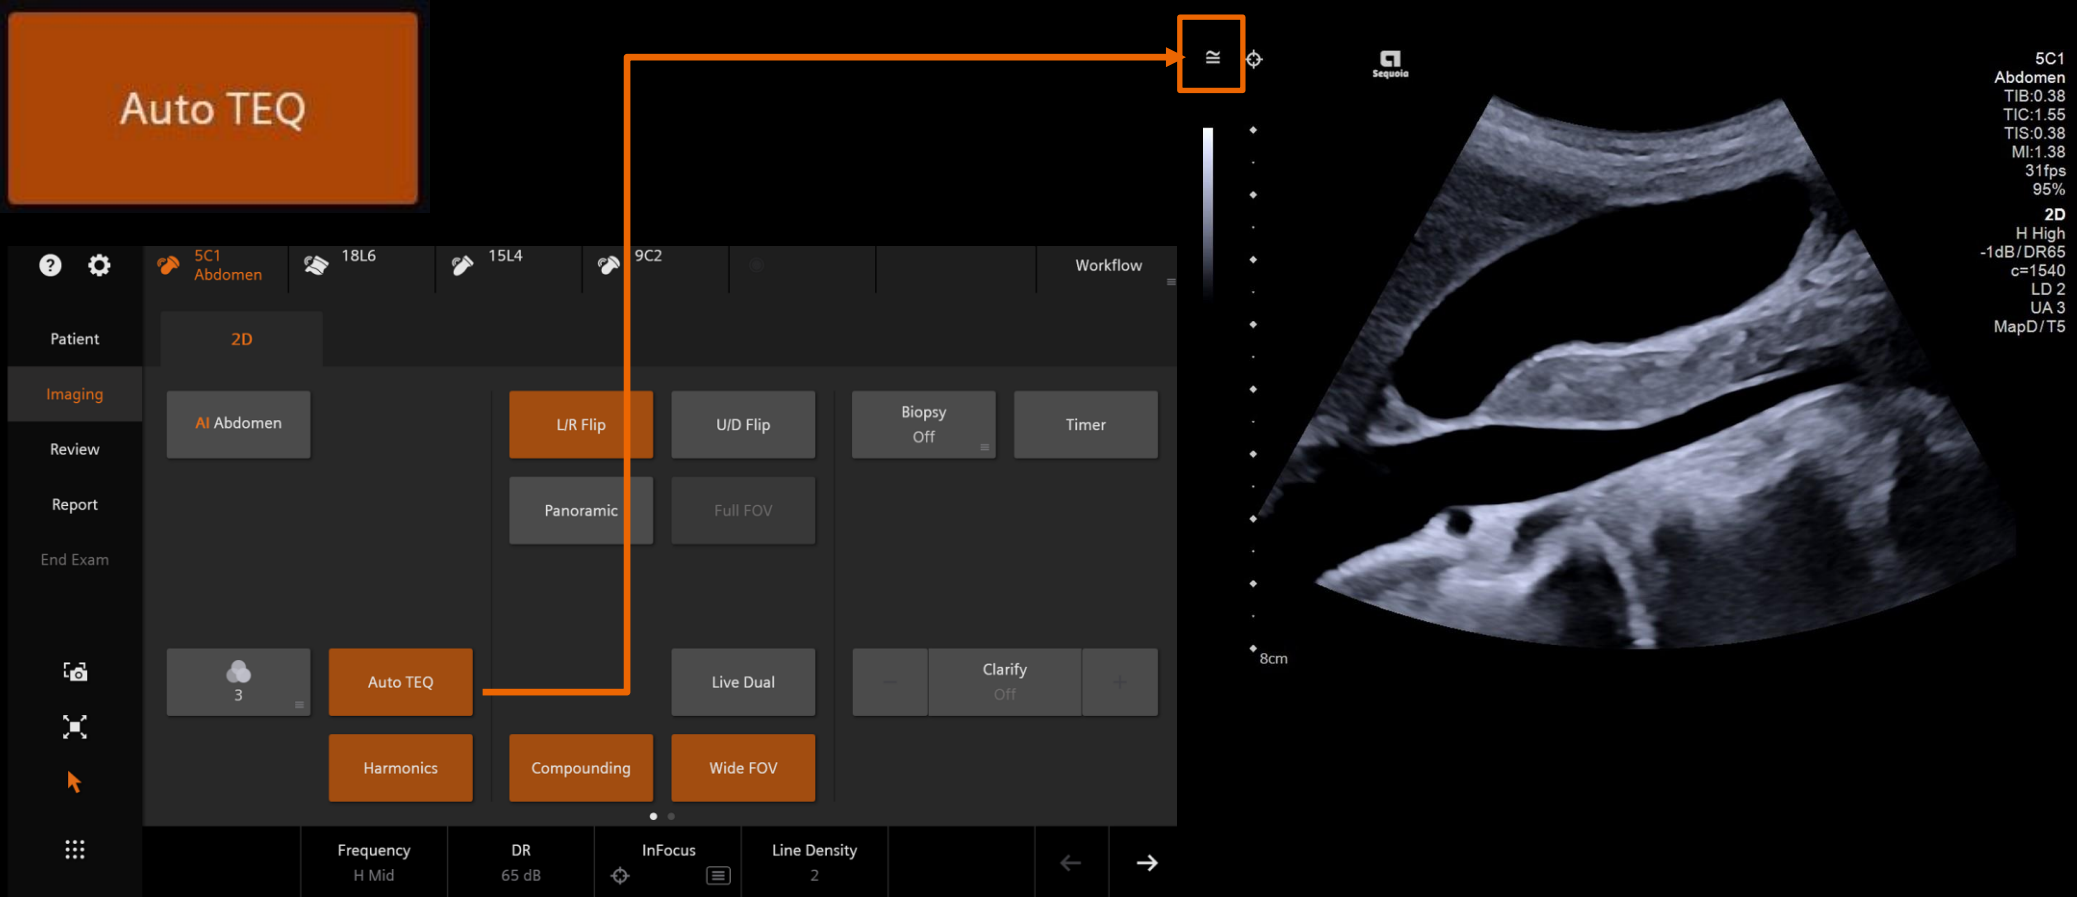 Auto TEQ
5C1
Abdomen
18L6
15L4
9C2
Workflow
Patient
Imaging
Review
Report
End Exam
2D
AI Abdomen
L/R Flip
U/D Flip
Biopsy
Off
Timer
Panoramic
Full FOV
3
Auto TEQ
Live Dual
−
Clarify
Off
+
Harmonics
Compounding
Wide FOV
Frequency
H Mid
DR
65 dB
InFocus
Line Density
2
≅
Sequoia
8cm
5C1
Abdomen
TIB:0.38
TIC:1.55
TIS:0.38
MI:1.38
31fps
95%
2D
H High
-1dB/DR65
c=1540
LD 2
UA 3
MapD/T5